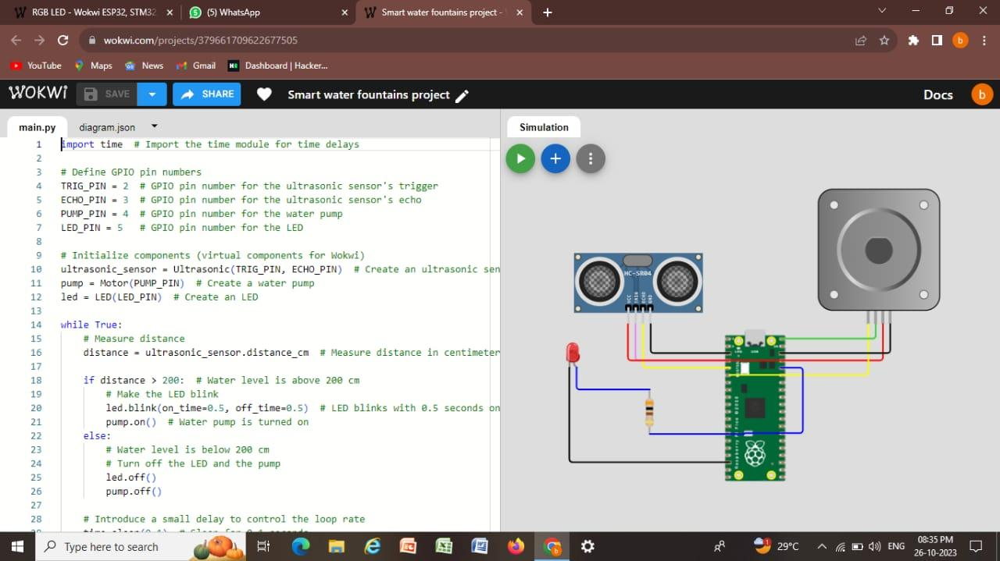 RGB LED - Wokwi ESP32, STM32
(5) WhatsApp
Smart water fountains project -
wokwi.com/projects/379661709622677505
b
YouTube
Maps
News
Gmail
Dashboard | Hacker...
WOKWi
SAVE
SHARE
Smart water fountains project
Docs
b
main.py
diagram.json
Simulation
1 import time # Import the time module for time delays
2
3 # Define GPIO pin numbers
4 TRIG_PIN = 2 # GPIO pin number for the ultrasonic sensor's trigger
5 ECHO_PIN = 3 # GPIO pin number for the ultrasonic sensor's echo
6 PUMP_PIN = 4 # GPIO pin number for the water pump
7 LED_PIN = 5 # GPIO pin number for the LED
8
9 # Initialize components (virtual components for Wokwi)
10 ultrasonic_sensor = Ultrasonic(TRIG_PIN, ECHO_PIN) # Create an ultrasonic sen
11 pump = Motor(PUMP_PIN) # Create a water pump
12 led = LED(LED_PIN) # Create an LED
13
14 while True:
15 # Measure distance
16 distance = ultrasonic_sensor.distance_cm # Measure distance in centimeter
17
18 if distance > 200: # Water level is above 200 cm
19 # Make the LED blink
20 led.blink(on_time=0.5, off_time=0.5) # LED blinks with 0.5 seconds on
21 pump.on() # Water pump is turned on
22 else:
23 # Water level is below 200 cm
24 # Turn off the LED and the pump
25 led.off()
26 pump.off()
27
28 # Introduce a small delay to control the loop rate
HC-SR04
VCC
TRIG
ECHO
GND
LED
USB
Raspberry Pi Pico ©2020
Type here to search
1
29°C
ENG
08:35 PM
26-10-2023